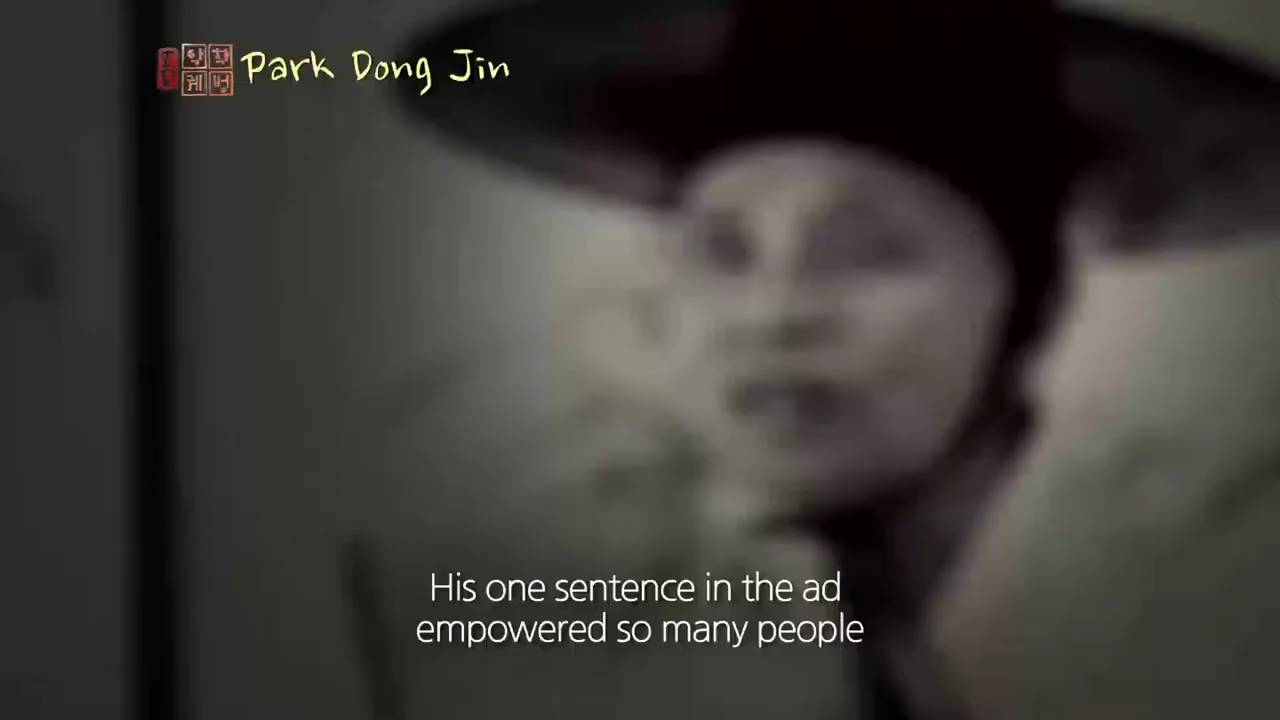 Park Dong Jin
His one sentence in the ad
empowered so many people